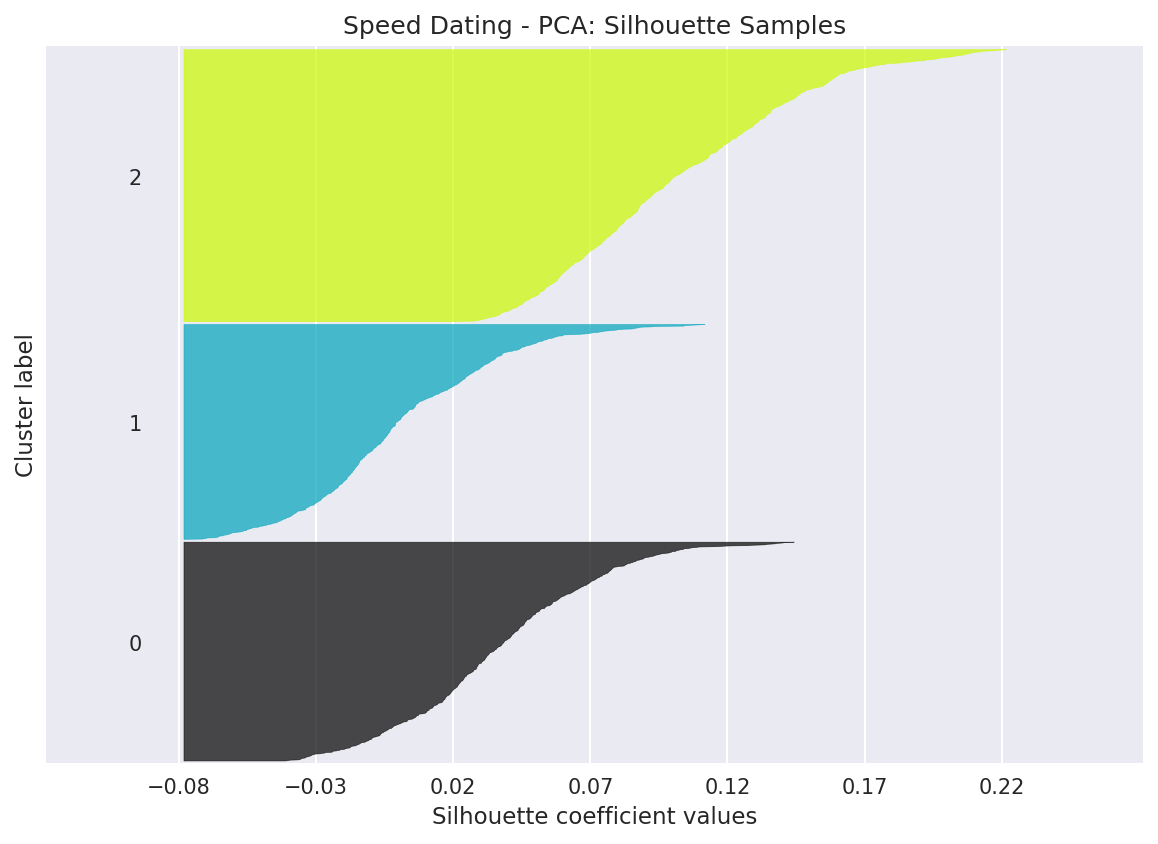 Speed Dating - PCA: Silhouette Samples
Cluster label
2
1
0
−0.08 −0.03 0.02 0.07 0.12 0.17 0.22
Silhouette coefficient values